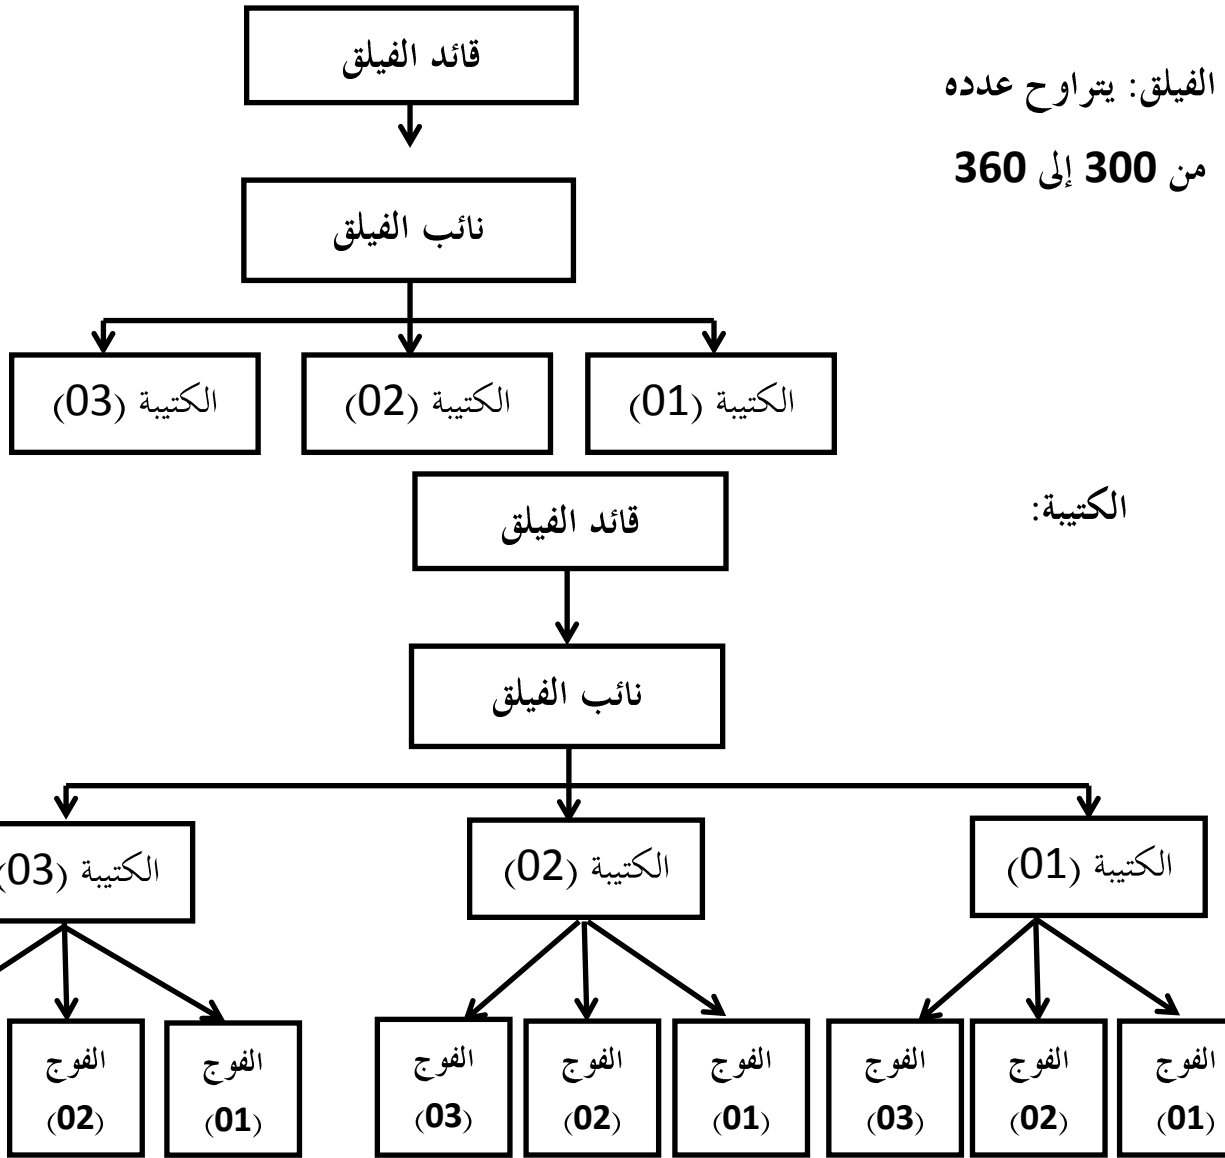 الفيلق: يتراوح عدده
من 300 إلى 360
قائد الفيلق
نائب الفيلق
الكتيبة (01)
الكتيبة (02)
الكتيبة (03)
الكتيبة:
قائد الفيلق
نائب الفيلق
الكتيبة (01)
الكتيبة (02)
الكتيبة (03)
الفوج
(01)
الفوج
(02)
الفوج
(03)
الفوج
(01)
الفوج
(02)
الفوج
(03)
الفوج
(01)
الفوج
(02)